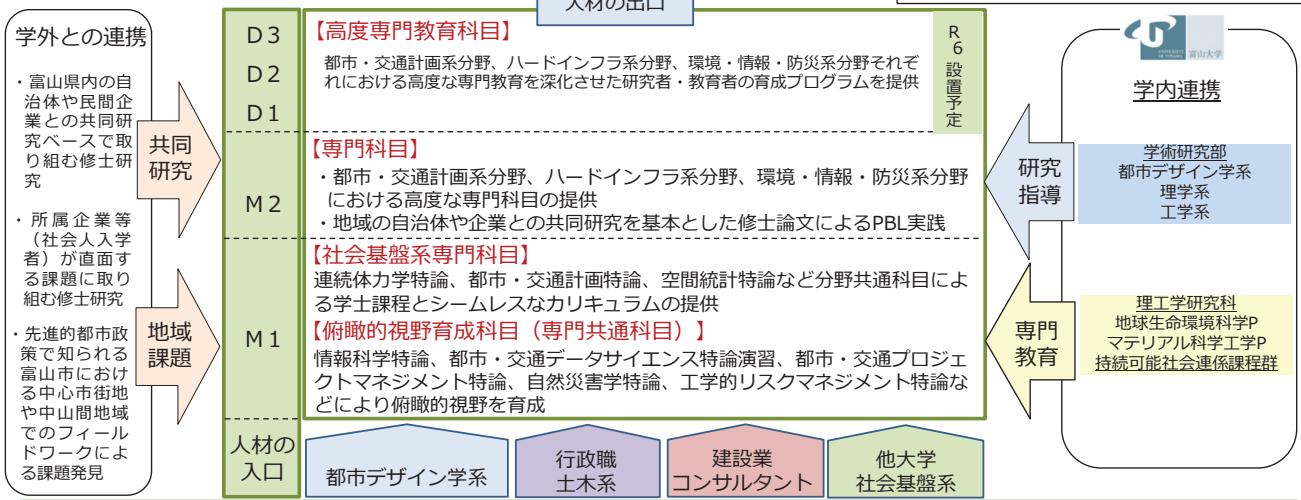 人材の出口
学外との連携
・富山県内の自
治体や民間企
業との共同研
究ベースで取
り組む修士研
究
・所属企業等
（社会人入学
者）が直面す
る課題に取り
組む修士研究
・先進的都市政
策で知られる
富山市におけ
る中心市街地
や中山間地域
でのフィール
ドワークによ
る課題発見
共同
研究
地域
課題
D3
D2
D1
M2
M1
人材の
入口
【高度専門教育科目】
都市・交通計画系分野、ハードインフラ系分野、環境・情報・防災系分野それぞ
れにおける高度な専門教育を深化させた研究者・教育者の育成プログラムを提供
R6設置予定
【専門科目】
・都市・交通計画系分野、ハードインフラ系分野、環境・情報・防災系分野
における高度な専門科目の提供
・地域の自治体や企業との共同研究を基本とした修士論文によるPBL実践
【社会基盤系専門科目】
連続体力学特論、都市・交通計画特論、空間統計特論など分野共通科目によ
る学士課程とシームレスなカリキュラムの提供
【俯瞰的視野育成科目（専門共通科目）】
情報科学特論、都市・交通データサイエンス特論演習、都市・交通プロジェ
クトマネジメント特論、自然災害学特論、工学的リスクマネジメント特論な
どにより俯瞰的視野を育成
都市デザイン学系
行政職
土木系
建設業
コンサルタント
他大学
社会基盤系
研究
指導
専門
教育
富山大学
学内連携
学術研究部
都市デザイン学系
理学系
工学系
理工学研究科
地球生命環境科学P
マテリアル科学工学P
持続可能社会連係課程群